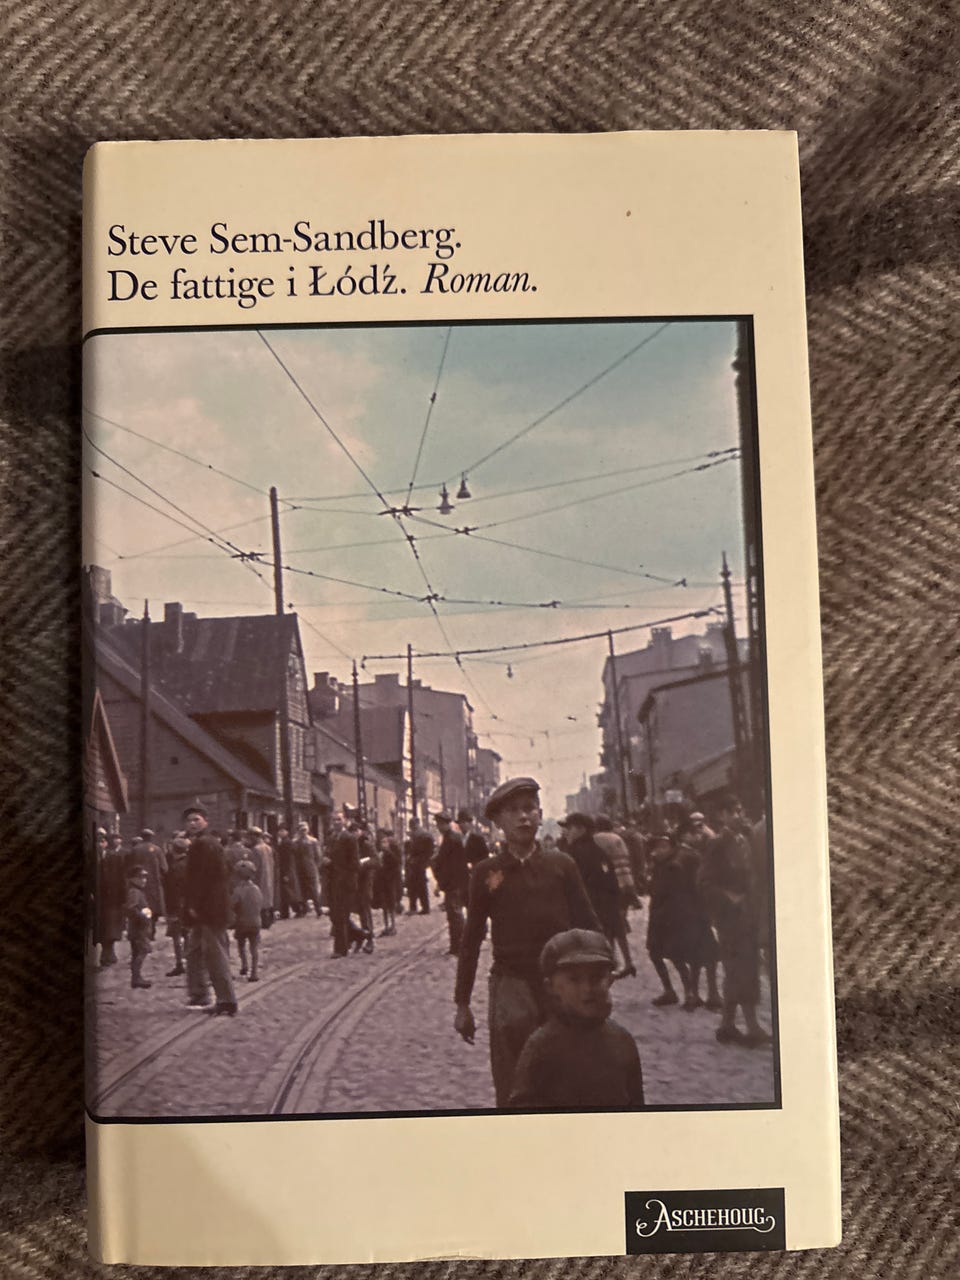 Steve Sem-Sandberg.
De fattige i Łódź. Roman.
ASCHEHOUG